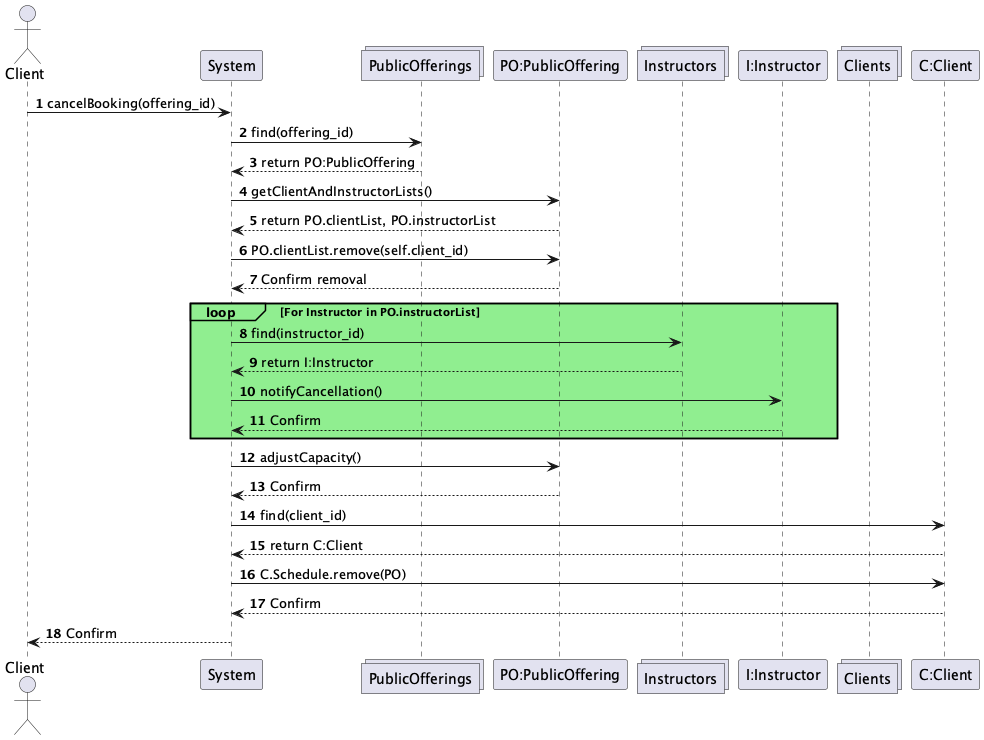 Client
System
PublicOfferings
PO:PublicOffering
Instructors
I:Instructor
Clients
C:Client
1 cancelBooking(offering_id)
2 find(offering_id)
3 return PO:PublicOffering
4 getClientAndInstructorLists()
5 return PO.clientList, PO.instructorList
6 PO.clientList.remove(self.client_id)
7 Confirm removal
loop [For Instructor in PO.instructorList]
8 find(instructor_id)
9 return I:Instructor
10 notifyCancellation()
11 Confirm
12 adjustCapacity()
13 Confirm
14 find(client_id)
15 return C:Client
16 C.Schedule.remove(PO)
17 Confirm
18 Confirm
Client
System
PublicOfferings
PO:PublicOffering
Instructors
I:Instructor
Clients
C:Client